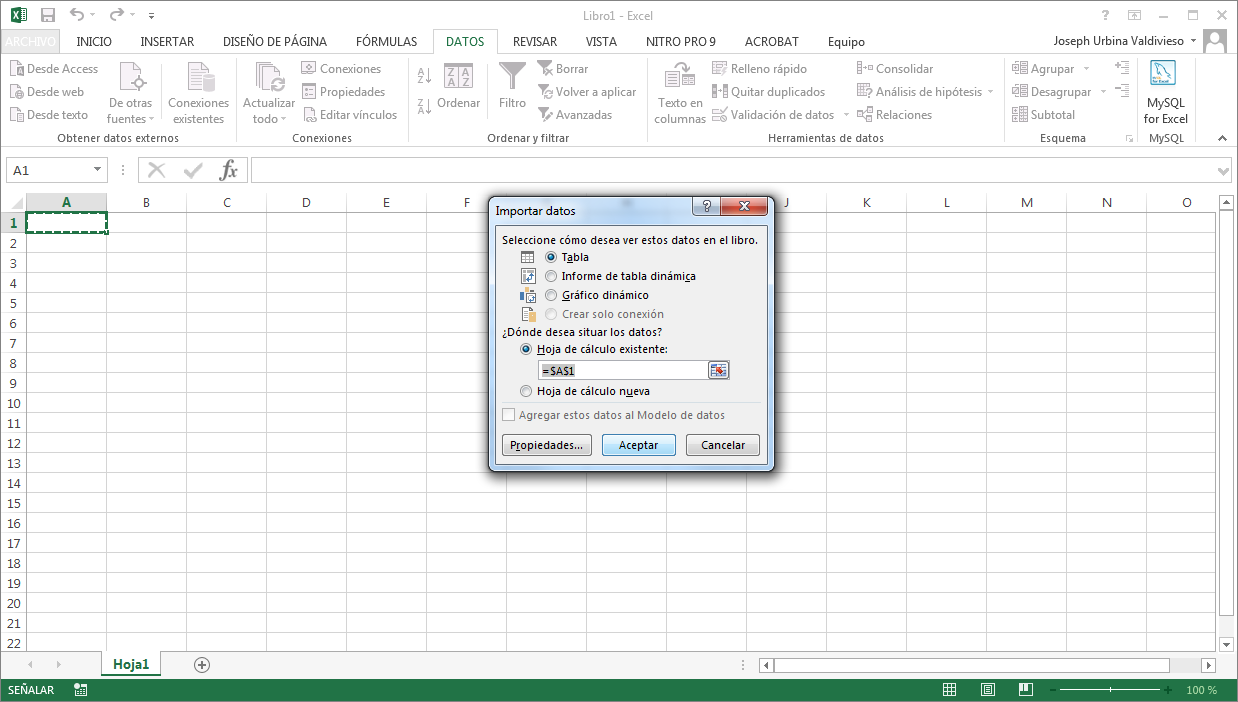 Libro1 - Excel
ARCHIVO INICIO INSERTAR DISEÑO DE PÁGINA FÓRMULAS DATOS REVISAR VISTA NITRO PRO 9 ACROBAT Equipo Joseph Urbina Valdivieso
Desde Access
Desde web
Desde texto
De otras
fuentes
Conexiones
existentes
Obtener datos externos
Actualizar
todo
Conexiones
Propiedades
Editar vínculos
Conexiones
Ordenar
Filtro
Borrar
Volver a aplicar
Avanzadas
Ordenar y filtrar
Texto en
columnas
Relleno rápido
Quitar duplicados
Validación de datos
Consolidar
Análisis de hipótesis
Relaciones
Herramientas de datos
Agrupar
Desagrupar
Subtotal
Esquema
MySQL
for Excel
MySQL
A1 fx
A B C D E F J K L M N O
1
2
3
4
5
6
7
8
9
10
11
12
13
14
15
16
17
18
19
20
21
22
Importar datos ?
Seleccione cómo desea ver estos datos en el libro.
Tabla
Informe de tabla dinámica
Gráfico dinámico
Crear solo conexión
¿Dónde desea situar los datos?
Hoja de cálculo existente:
=$A$1
Hoja de cálculo nueva
Agregar estos datos al Modelo de datos
Propiedades... Aceptar Cancelar
Hoja1
SEÑALAR 100 %